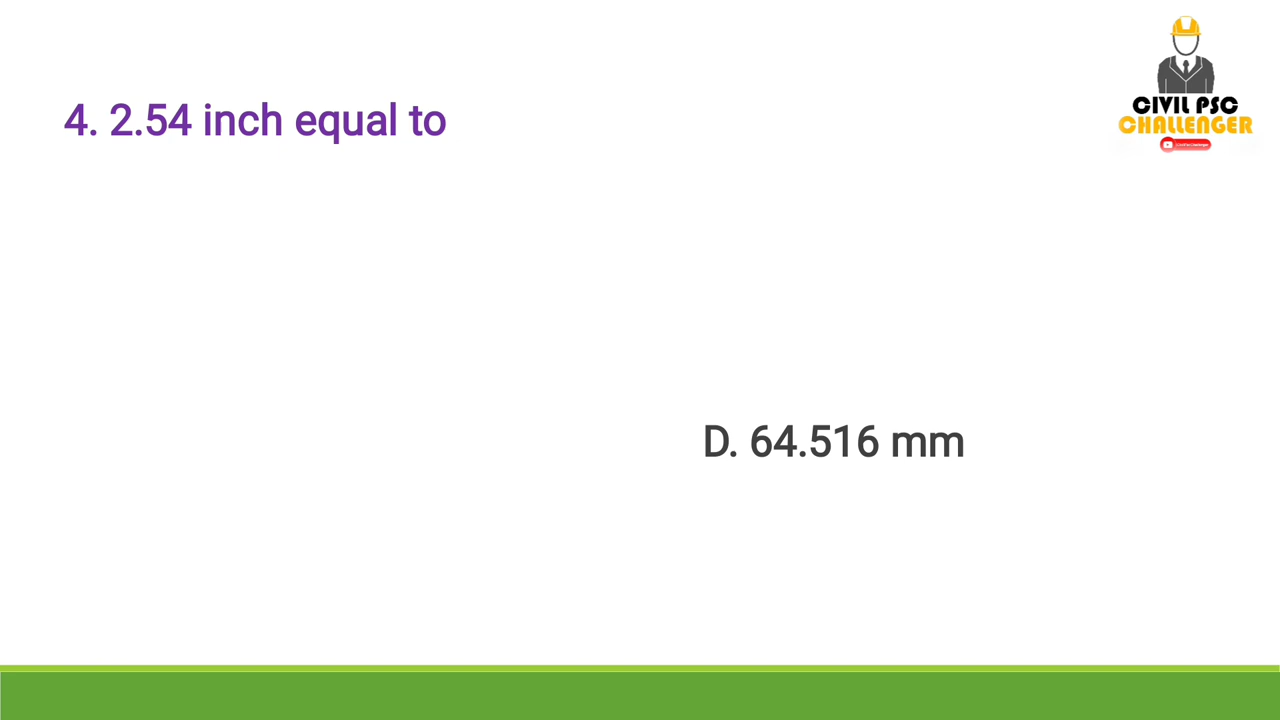 4. 2.54 inch equal to
CIVIL PSC
CHALLENGER
D. 64.516 mm